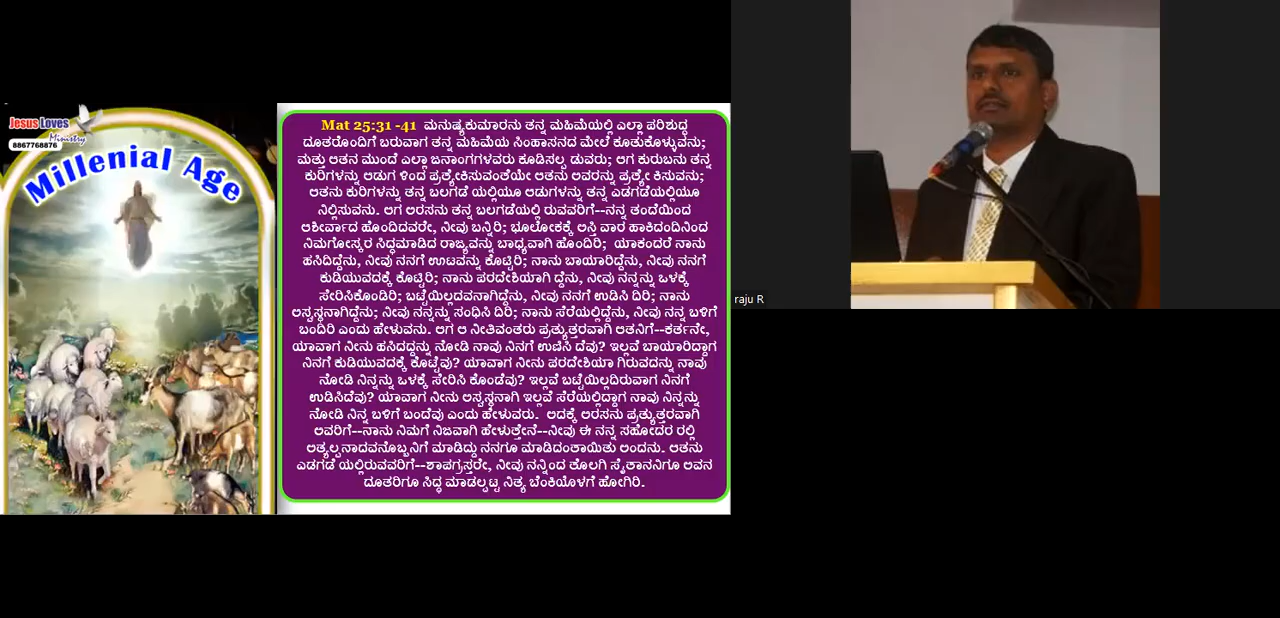 Jesus Loves
Ministry
8867768876
Millenial Age
Mat 25:31 -41 ಮನುಷ್ಯಕುಮಾರನು ತನ್ನ ಮಹಿಮೆಯಲ್ಲಿ ಎಲ್ಲಾ ಪರಿಶುದ್ಧ
ದೂತರೊಂದಿಗೆ ಬರುವಾಗ ತನ್ನ ಮಹಿಮೆಯ ಸಿಂಹಾಸನದ ಮೇಲೆ ಕೂತುಕೊಳ್ಳುವನು;
ಮತ್ತು ಆತನ ಮುಂದೆ ಎಲ್ಲಾ ಜನಾಂಗಗಳವರು ಕೂಡಿಸಲ್ಪ ಡುವರು; ಆಗ ಕುರುಬನು ತನ್ನ
ಕುರಿಗಳನ್ನು ಆಡುಗ ಳಿಂದ ಪ್ರತ್ಯೇಕಿಸುವಂತೆಯೇ ಆತನು ಅವರನ್ನು ಪ್ರತ್ಯೇ ಕಿಸುವನು;
ಆತನು ಕುರಿಗಳನ್ನು ತನ್ನ ಬಲಗಡೆ ಯಲ್ಲಿಯೂ ಆಡುಗಳನ್ನು ತನ್ನ ಎಡಗಡೆಯಲ್ಲಿಯೂ
ನಿಲ್ಲಿಸುವನು. ಆಗ ಅರಸನು ತನ್ನ ಬಲಗಡೆಯಲ್ಲಿ ರುವವರಿಗೆ--ನನ್ನ ತಂದೆಯಿಂದ
ಆಶೀರ್ವಾದ ಹೊಂದಿದವರೇ, ನೀವು ಬನ್ನಿರಿ; ಭೂಲೋಕಕ್ಕೆ ಅಸ್ತಿ ವಾರ ಹಾಕಿದಂದಿನಿಂದ
ನಿಮಗೋಸ್ಕರ ಸಿದ್ಧಮಾಡಿದ ರಾಜ್ಯವನ್ನು ಬಾಧ್ಯವಾಗಿ ಹೊಂದಿರಿ; ಯಾಕಂದರೆ ನಾನು
ಹಸಿದಿದ್ದೆನು, ನೀವು ನನಗೆ ಊಟವನ್ನು ಕೊಟ್ಟಿರಿ; ನಾನು ಬಾಯಾರಿದ್ದೆನು, ನೀವು ನನಗೆ
ಕುಡಿಯುವದಕ್ಕೆ ಕೊಟ್ಟಿರಿ; ನಾನು ಪರದೇಶಿಯಾಗಿ ದ್ದೆನು, ನೀವು ನನ್ನನ್ನು ಒಳಕ್ಕೆ
ಸೇರಿಸಿಕೊಂಡಿರಿ; ಬಟ್ಟೆಯಿಲ್ಲದವನಾಗಿದ್ದೆನು, ನೀವು ನನಗೆ ಉಡಿಸಿ ದಿರಿ; ನಾನು
ಅಸ್ವಸ್ಥನಾಗಿದ್ದೆನು; ನೀವು ನನ್ನನ್ನು ಸಂಧಿಸಿ ದಿರಿ; ನಾನು ಸೆರೆಯಲ್ಲಿದ್ದೆನು, ನೀವು ನನ್ನ ಬಳಿಗೆ
ಬಂದಿರಿ ಎಂದು ಹೇಳುವನು. ಆಗ ಆ ನೀತಿವಂತರು ಪ್ರತ್ಯುತ್ತರವಾಗಿ ಆತನಿಗೆ--ಕರ್ತನೇ,
ಯಾವಾಗ ನೀನು ಹಸಿದದ್ದನ್ನು ನೋಡಿ ನಾವು ನಿನಗೆ ಉಣಿಸಿ ದೆವು? ಇಲ್ಲವೆ ಬಾಯಾರಿದ್ದಾಗ
ನಿನಗೆ ಕುಡಿಯುವದಕ್ಕೆ ಕೊಟ್ಟೆವು? ಯಾವಾಗ ನೀನು ಪರದೇಶಿಯಾ ಗಿರುವದನ್ನು ನಾವು
ನೋಡಿ ನಿನ್ನನ್ನು ಒಳಕ್ಕೆ ಸೇರಿಸಿ ಕೊಂಡೆವು? ಇಲ್ಲವೆ ಬಟ್ಟೆಯಿಲ್ಲದಿರುವಾಗ ನಿನಗೆ
ಉಡಿಸಿದೆವು? ಯಾವಾಗ ನೀನು ಅಸ್ವಸ್ಥನಾಗಿ ಇಲ್ಲವೆ ಸೆರೆಯಲ್ಲಿದ್ದಾಗ ನಾವು ನಿನ್ನನ್ನು
ನೋಡಿ ನಿನ್ನ ಬಳಿಗೆ ಬಂದೆವು ಎಂದು ಹೇಳುವರು. ಅದಕ್ಕೆ ಅರಸನು ಪ್ರತ್ಯುತ್ತರವಾಗಿ
ಅವರಿಗೆ--ನಾನು ನಿಮಗೆ ನಿಜವಾಗಿ ಹೇಳುತ್ತೇನೆ--ನೀವು ಈ ನನ್ನ ಸಹೋದರ ರಲ್ಲಿ
ಅತ್ಯಲ್ಪನಾದವನೊಬ್ಬನಿಗೆ ಮಾಡಿದ್ದು ನನಗೂ ಮಾಡಿದಂತಾಯಿತು ಅಂದನು. ಆತನು
ಎಡಗಡೆ ಯಲ್ಲಿರುವವರಿಗೆ--ಶಾಪಗ್ರಸ್ತರೇ, ನೀವು ನನ್ನಿಂದ ತೊಲಗಿ ಸೈತಾನನಿಗೂ ಅವನ
ದೂತರಿಗೂ ಸಿದ್ಧ ಮಾಡಲ್ಪಟ್ಟ ನಿತ್ಯ ಬೆಂಕಿಯೊಳಗೆ ಹೋಗಿರಿ.
raju R